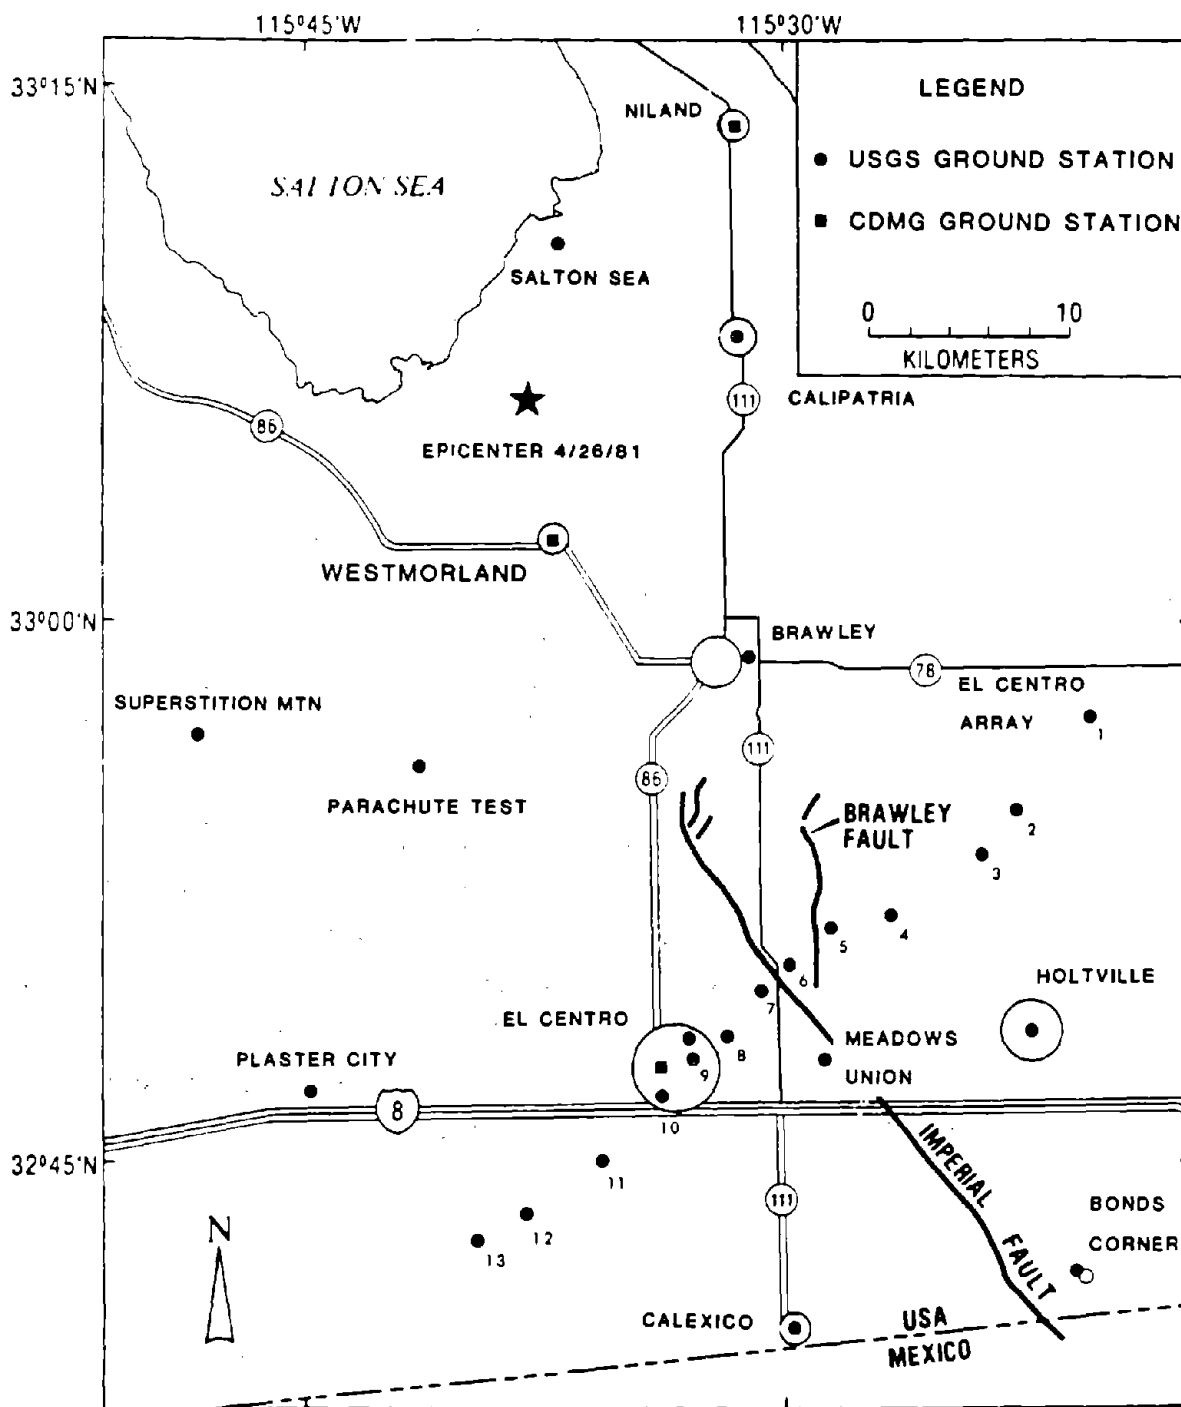 115°45'W
115°30'W
33°15'N
NILAND
LEGEND
USGS GROUND STATION
CDMG GROUND STATION
SALTON SEA
SALTON SEA
0 10
KILOMETERS
111
CALIPATRIA
86
EPICENTER 4/26/81
WESTMORLAND
33°00'N
BRAWLEY
78
EL CENTRO
ARRAY
1
SUPERSTITION MTN
111
86
PARACHUTE TEST
BRAWLEY
FAULT
2
3
4
5
6
7
HOLTVILLE
EL CENTRO
8
MEADOWS
UNION
9
PLASTER CITY
8
10
IMPERIAL
FAULT
32°45'N
11
111
BONDS
CORNER
12
13
N
CALEXICO
USA
MEXICO